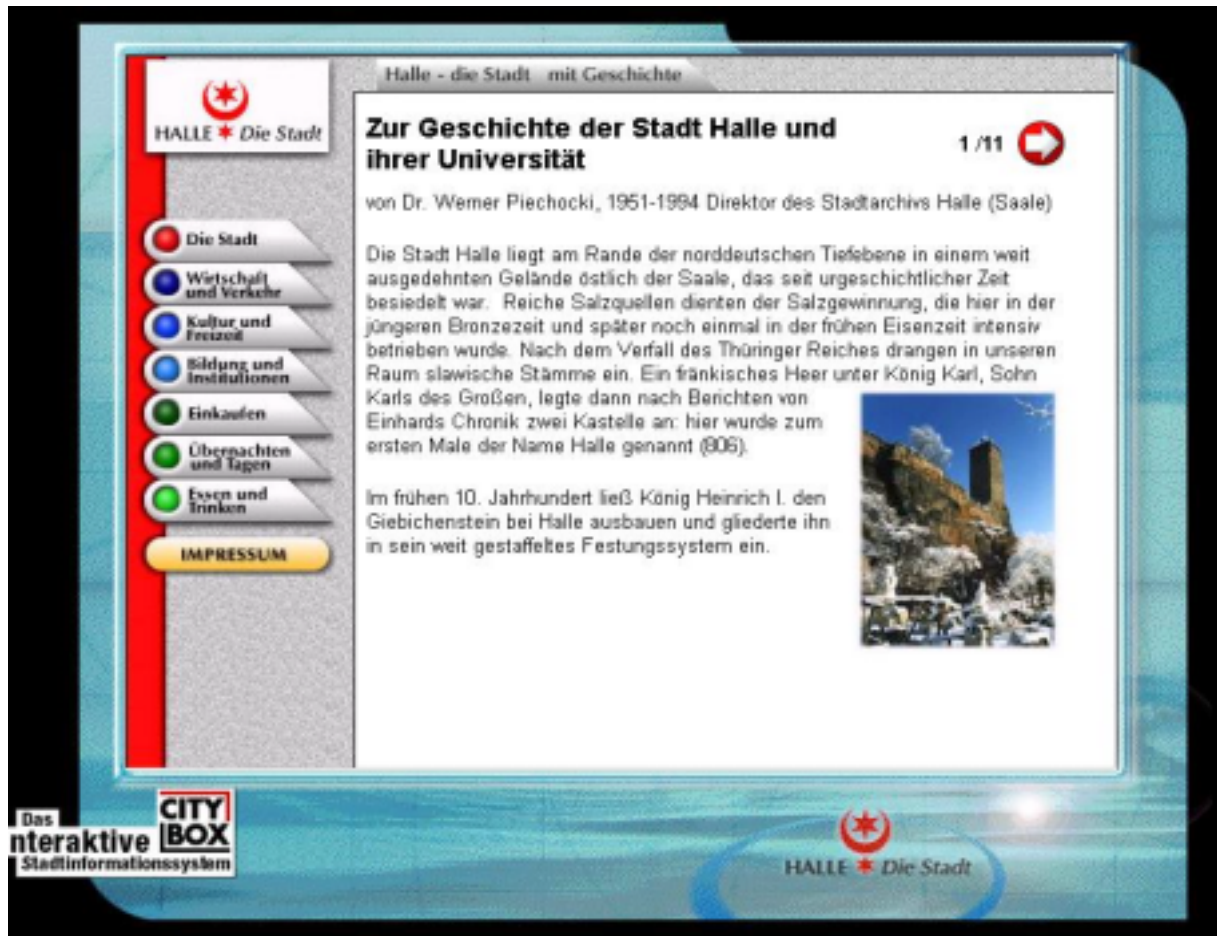 Halle - die Stadt mit Geschichte
HALLE Die Stadt
Zur Geschichte der Stadt Halle und
ihrer Universität
1 /11
von Dr. Werner Piechocki, 1951-1994 Direktor des Stadtarchivs Halle (Saale)
Die Stadt Halle liegt am Rande der norddeutschen Tiefebene in einem weit
ausgedehnten Gelände östlich der Saale, das seit urgeschichtlicher Zeit
besiedelt war. Reiche Salzquellen dienten der Salzgewinnung, die hier in der
jüngeren Bronzezeit und später noch einmal in der frühen Eisenzeit intensiv
betrieben wurde. Nach dem Verfall des Thüringer Reiches drangen in unseren
Raum slawische Stämme ein. Ein fränkisches Heer unter König Karl, Sohn
Karls des Großen, legte dann nach Berichten von
Einhards Chronik zwei Kastelle an: hier wurde zum
ersten Male der Name Halle genannt (806).
Im frühen 10. Jahrhundert ließ König Heinrich I. den
Giebichenstein bei Halle ausbauen und gliederte ihn
in sein weit gestaffeltes Festungssystem ein.
Die Stadt
Wirtschaft
und Verkehr
Kultur und
Freizeit
Bildung und
Institutionen
Einkaufen
Übernachten
und Tagen
Essen und
Trinken
IMPRESSUM
Das
nteraktive
Stadtinformationssystem
CITY
BOX
HALLE Die Stadt